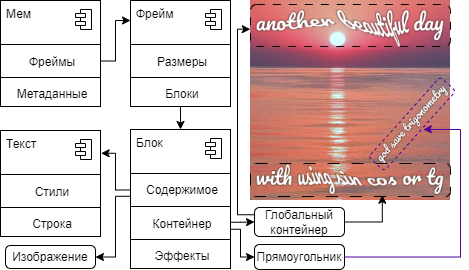 Мем
Фреймы
Метаданные
Фрейм
Размеры
Блоки
another beautiful day
god save trigonometry
with using sin cos or tg
Текст
Стили
Строка
Блок
Содержимое
Контейнер
Эффекты
Изображение
Глобальный
контейнер
Прямоугольник